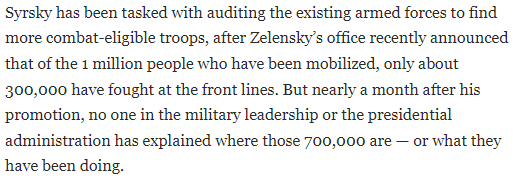 Syrsky has been tasked with auditing the existing armed forces to find
more combat-eligible troops, after Zelensky’s office recently announced
that of the 1 million people who have been mobilized, only about
300,000 have fought at the front lines. But nearly a month after his
promotion, no one in the military leadership or the presidential
administration has explained where those 700,000 are — or what they
have been doing.